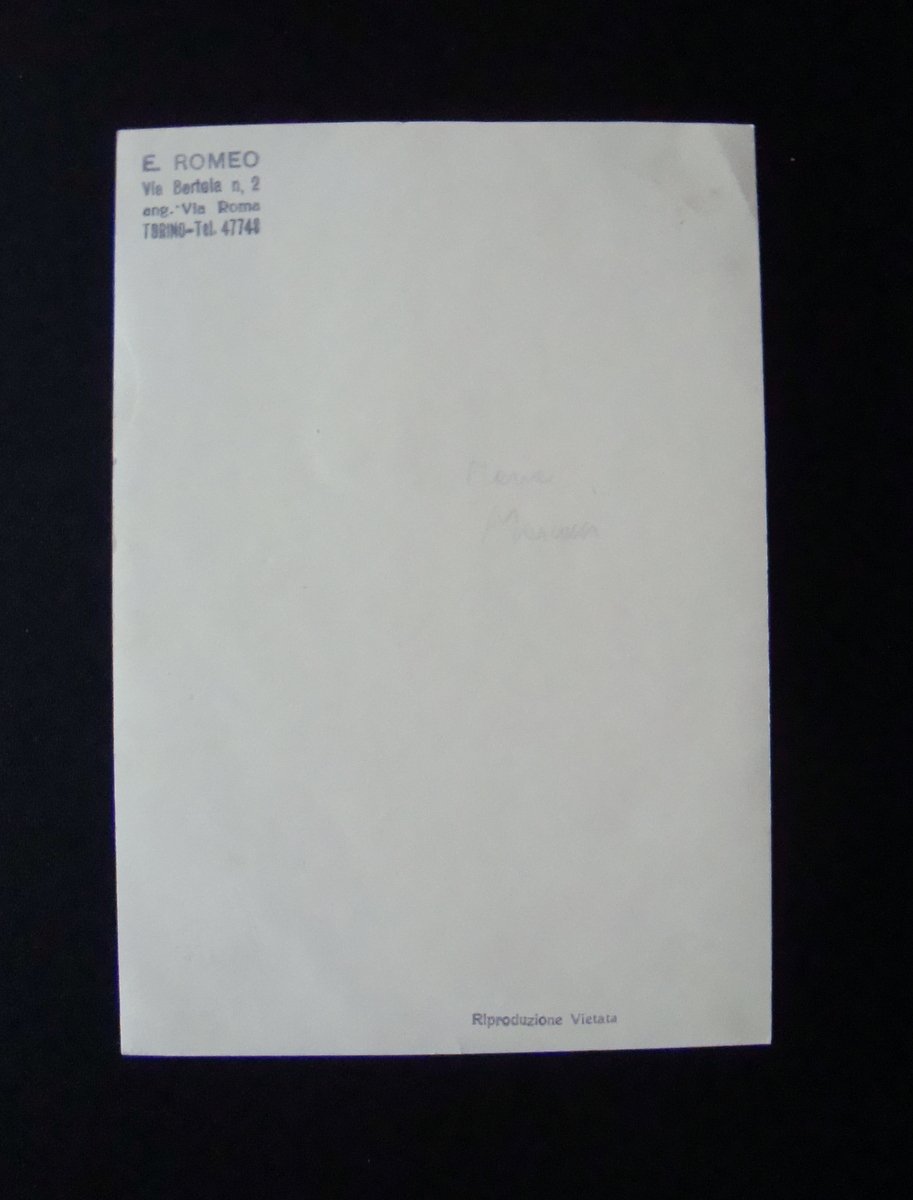 E. ROMEO
Via Bertola n, 2
ang. Via Roma
TORINO-Tel. 47748
Riproduzione Vietata